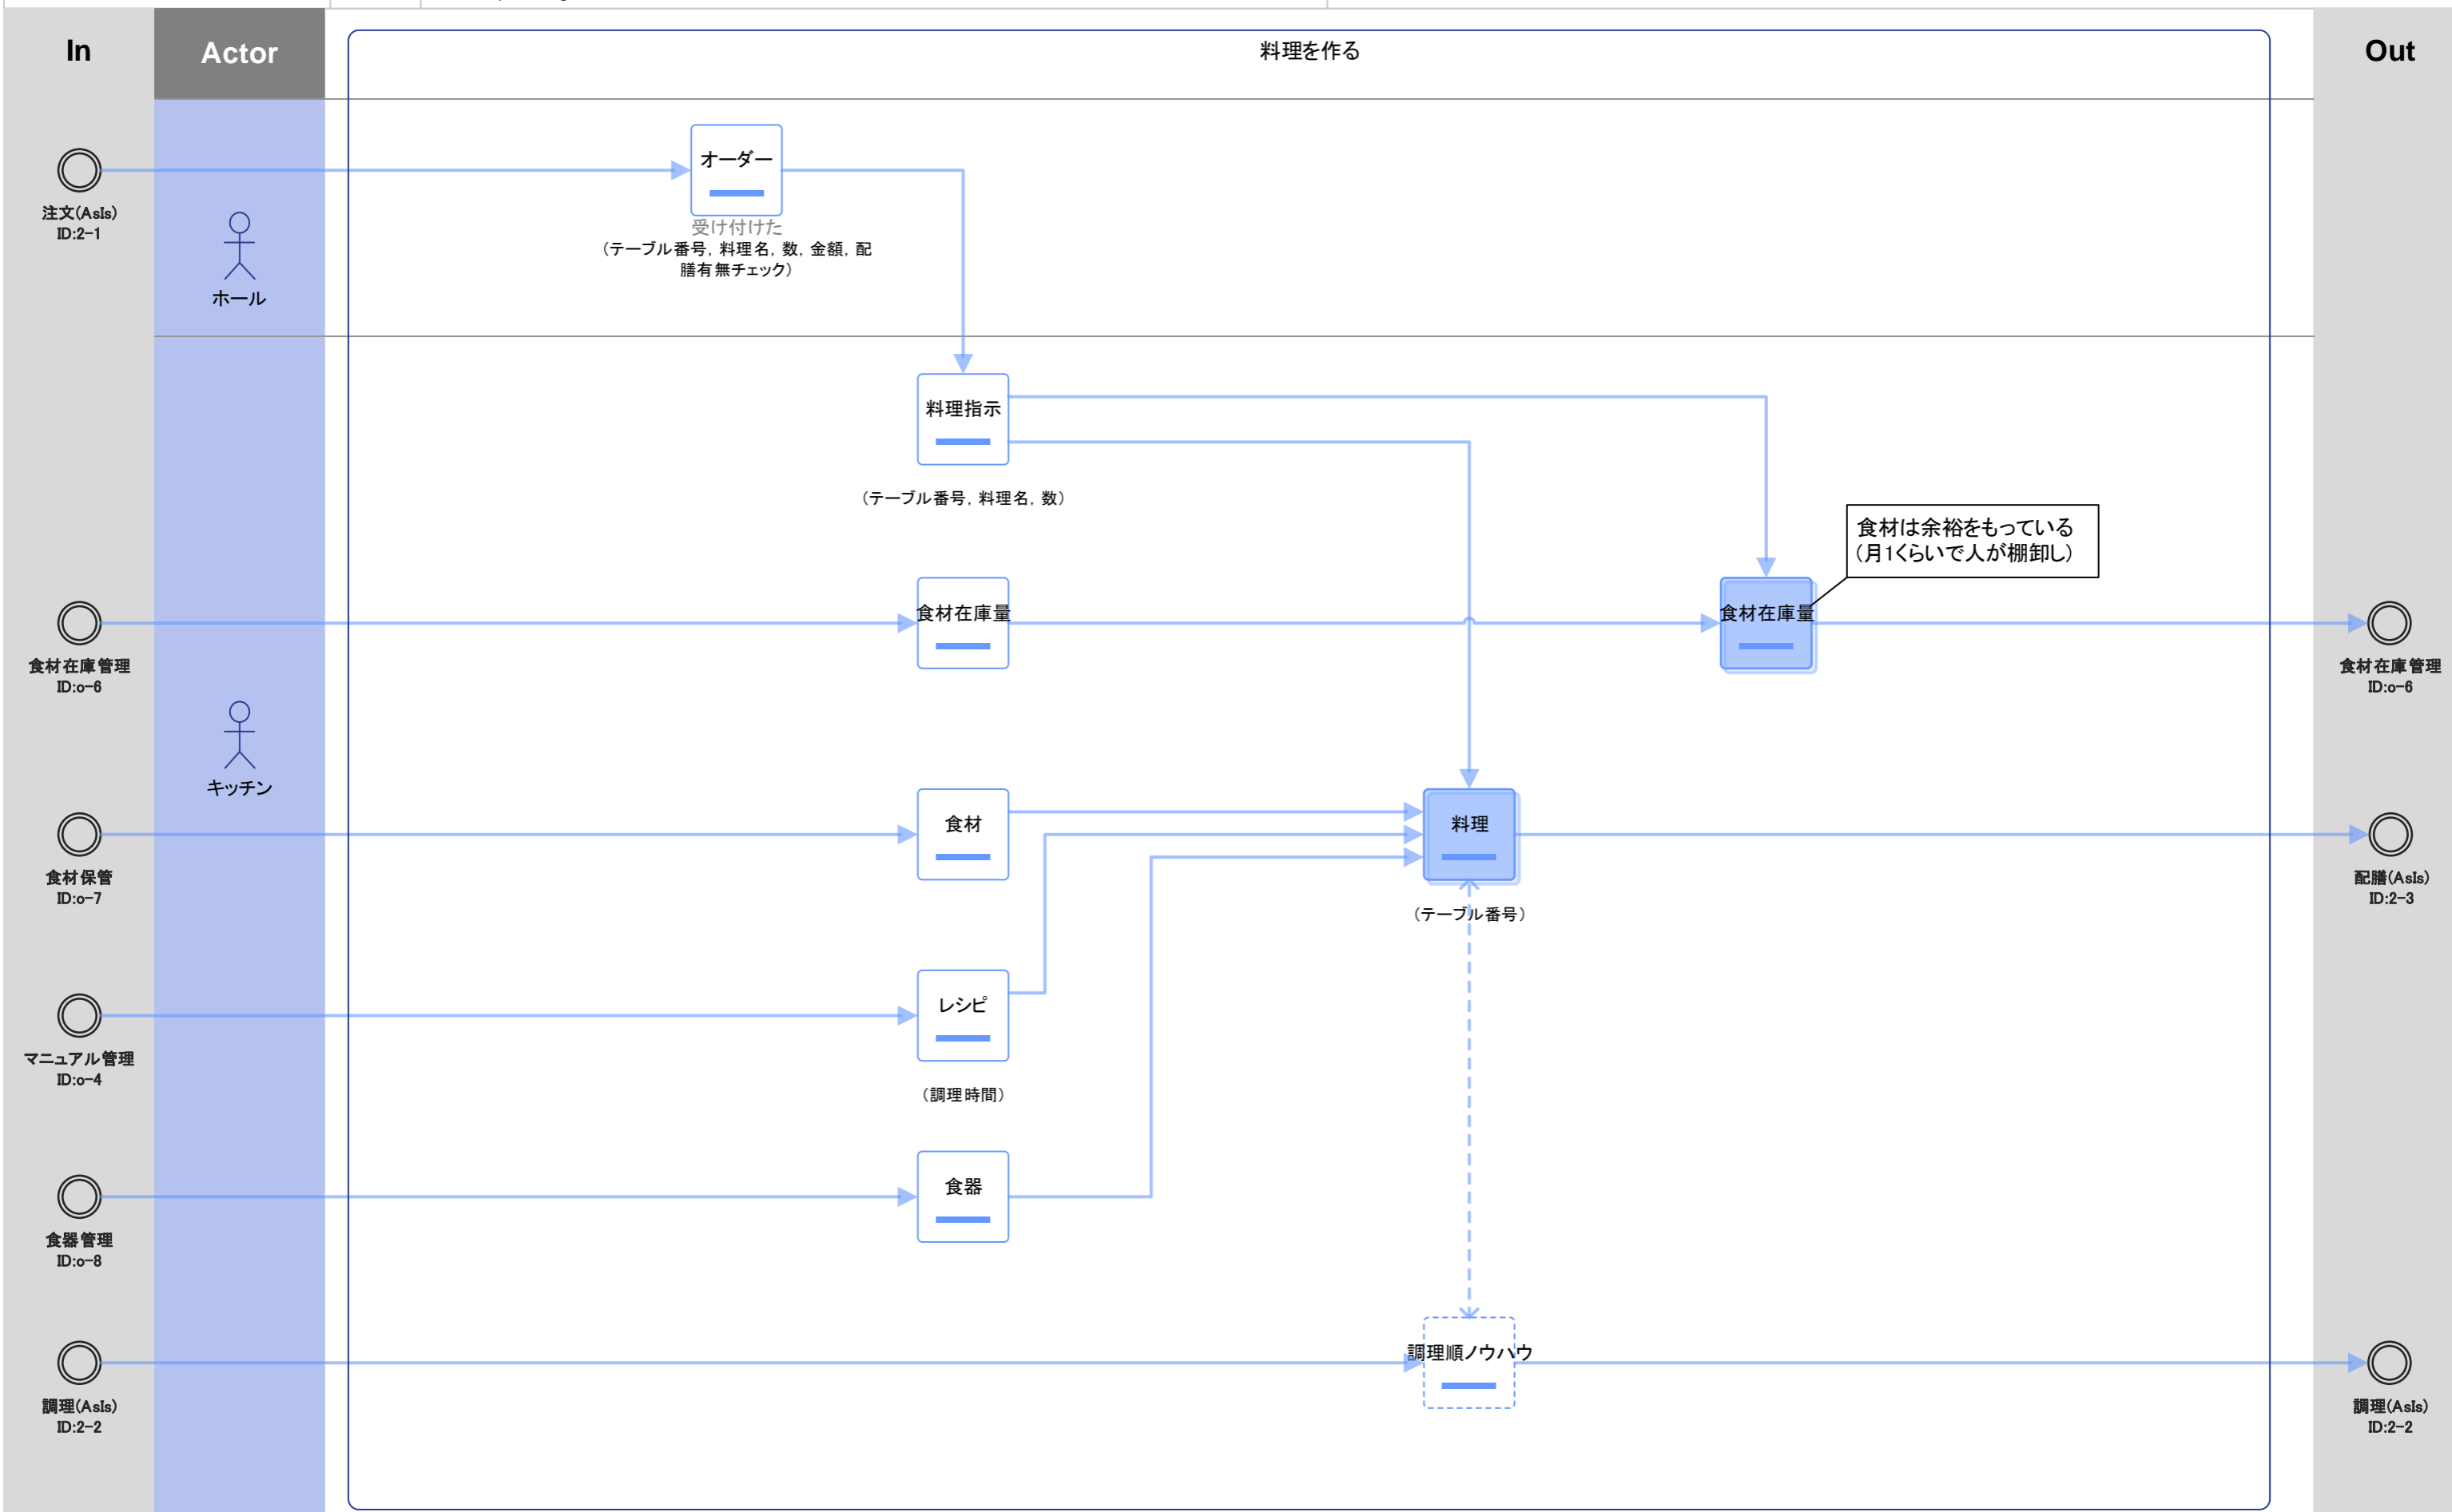 In
Actor
料理を作る
Out
オーダー
受け付けた
（テーブル番号, 料理名, 数, 金額, 配
膳有無チェック）
注文(AsIs)
ID:2-1
ホール
料理指示
（テーブル番号, 料理名, 数）
食材は余裕をもっている
（月1くらいで人が棚卸し）
食材在庫量
食材在庫量
食材在庫管理
ID:o-6
食材在庫管理
ID:o-6
キッチン
食材
料理
食材保管
ID:o-7
（テーブル番号）
配膳(AsIs)
ID:2-3
レシピ
マニュアル管理
ID:o-4
（調理時間）
食器
食器管理
ID:o-8
調理順ノウハウ
調理(AsIs)
ID:2-2
調理(AsIs)
ID:2-2